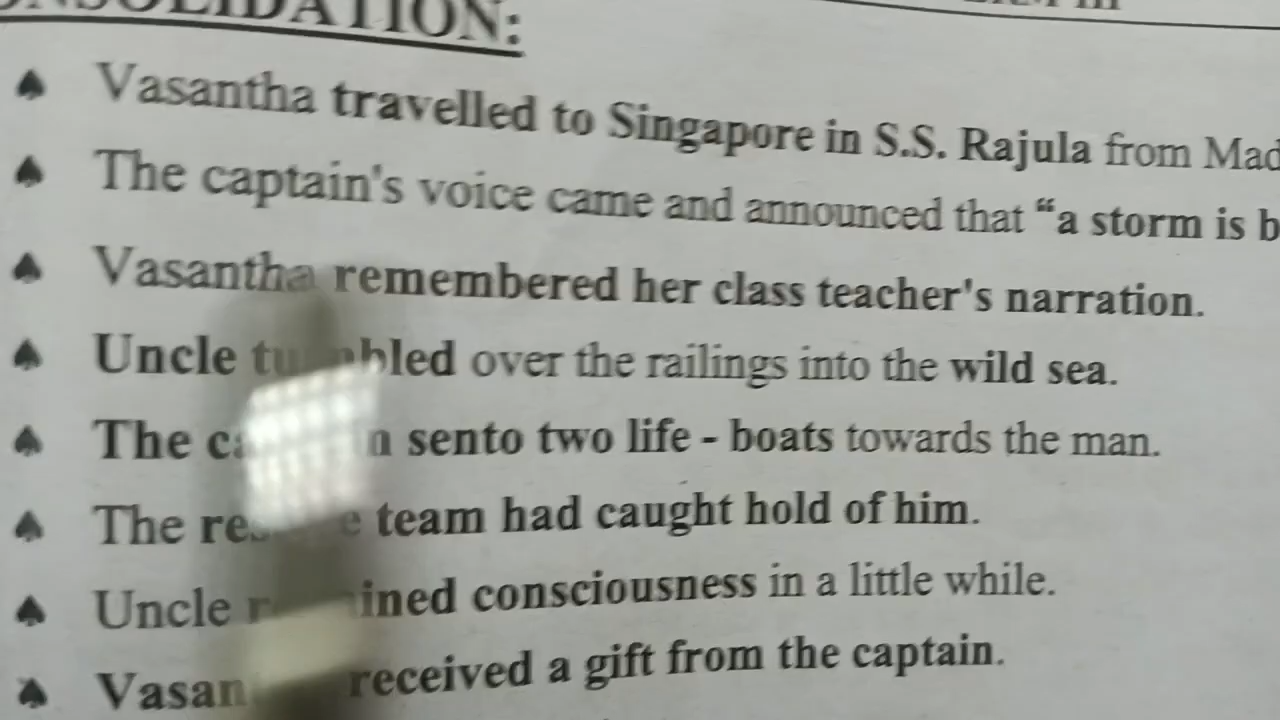 CONSOLIDATION:
Vasantha travelled to Singapore in S.S. Rajula from
The captain's voice came and announced that “a storm is
Vasantha remembered her class teacher's narration.
Uncle over the railings into the wild sea.
The sento two life - boats towards the man.
The team had caught hold of him.
Uncle consciousness in a little while.
received a gift from the captain.